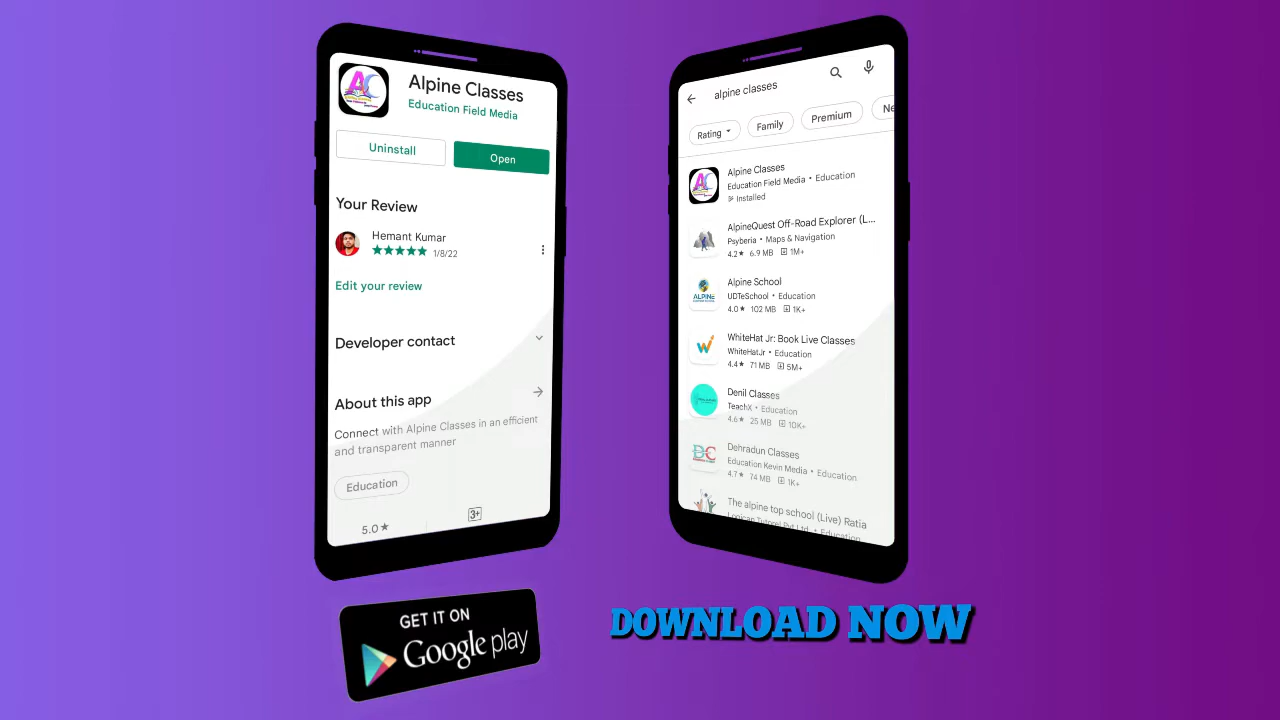 Alpine Classes
Education Field Media
Uninstall
Open
Your Review
Hemant Kumar
1/8/22
Edit your review
Developer contact
About this app
Connect with Alpine Classes in an efficient
and transparent manner
Education
5.0★
3+
alpine classes
Rating
Family
Premium
Ne
Alpine Classes
Education Field Media • Education
Installed
AlpineQuest Off-Road Explorer (L...
Psyberia • Maps & Navigation
4.2★ 6.9 MB 1M+
ALPINE
Alpine School
UDTeSchool • Education
4.0★ 102 MB 1K+
WhiteHat Jr: Book Live Classes
WhiteHatJr • Education
4.4★ 71 MB 5M+
Denil Classes
TeachX • Education
4.6★ 25 MB 10K+
Dehradun Classes
Education Kevin Media • Education
4.7★ 74 MB 1K+
The alpine top school (Live) Ratia
Education
GET IT ON
Google play
DOWNLOAD NOW